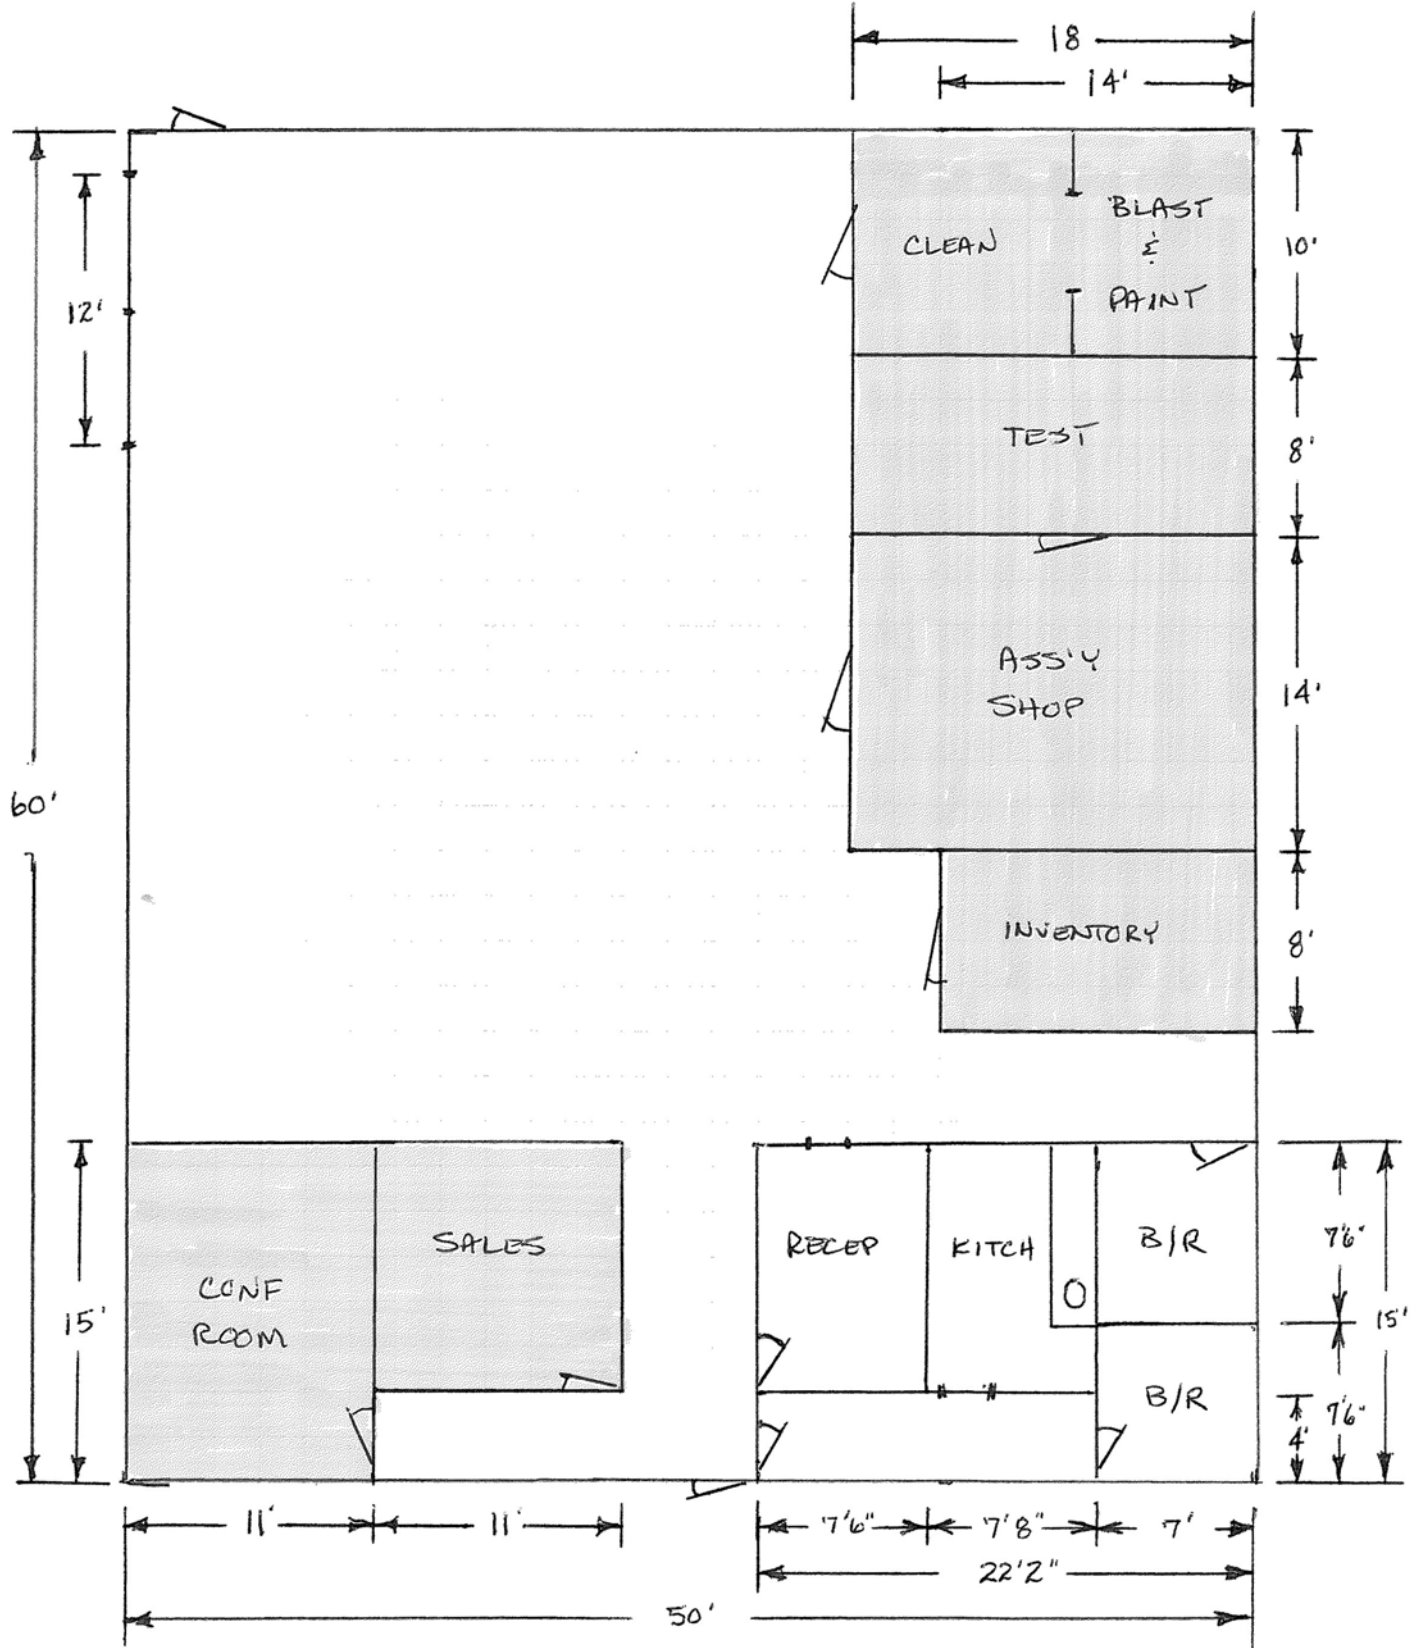 18
14'
BLAST
&
PAINT
CLEAN
10'
12'
TEST
8'
ASS'Y
SHOP
14'
60'
INVENTORY
8'
SALES
RECEP
KITCH
B/R
7'6"
CONF
ROOM
15'
15'
B/R
7'6"
4'
11'
11'
7'6"
7'8"
7'
22'2"
50'